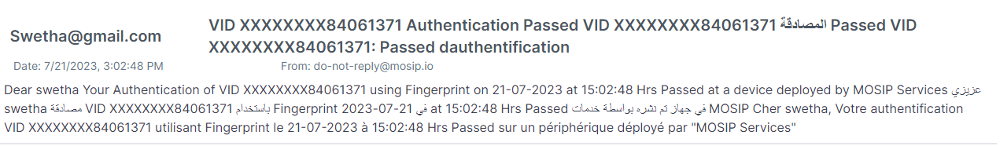 Swetha@gmail.com
VID XXXXXXXX84061371 Authentication Passed VID XXXXXXXX84061371 المصادقة Passed VID
XXXXXXXX84061371: Passed dauthentification
Date: 7/21/2023, 3:02:48 PM
From: do-not-reply@mosip.io
Dear swetha Your Authentication of VID XXXXXXXX84061371 using Fingerprint on 21-07-2023 at 15:02:48 Hrs Passed at a device deployed by MOSIP Services عزيزي
swetha مصادقة VID XXXXXXXX84061371 باستخدام Fingerprint في 21-07-2023 at 15:02:48 Hrs Passed في جهاز تم نشره بواسطة خدمات MOSIP Cher swetha, Votre authentification
VID XXXXXXXX84061371 utilisant Fingerprint le 21-07-2023 à 15:02:48 Hrs Passed sur un périphérique déployé par "MOSIP Services"